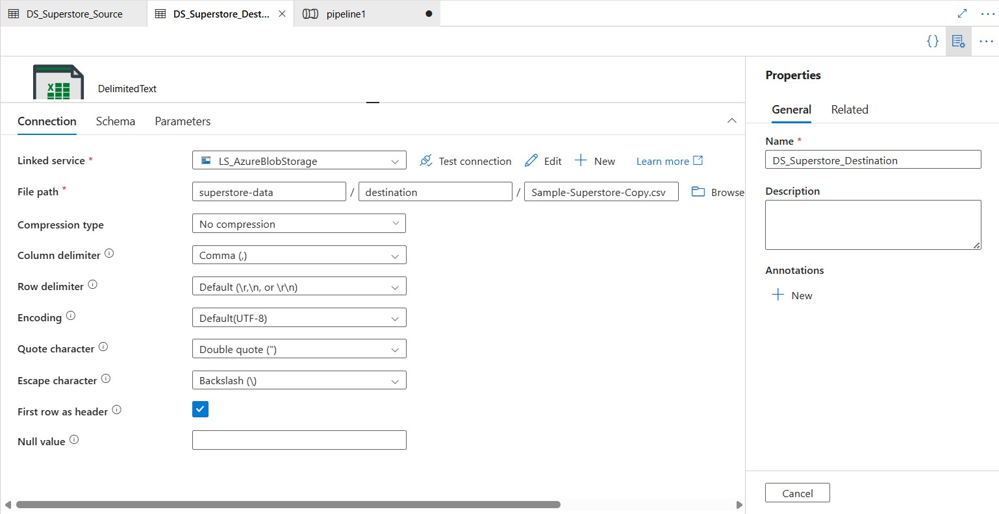 DS_Superstore_Source
DS_Superstore_Dest...
pipeline1
DelimitedText
Connection Schema Parameters
Linked service * LS_AzureBlobStorage Test connection Edit New Learn more
File path * superstore-data / destination / Sample-Superstore-Copy.csv Browse
Compression type No compression
Column delimiter Comma (,)
Row delimiter Default (\r,\n, or \r\n)
Encoding Default(UTF-8)
Quote character Double quote (")
Escape character Backslash (\)
First row as header
Null value
Properties
General Related
Name *
DS_Superstore_Destination
Description
Annotations
New
Cancel